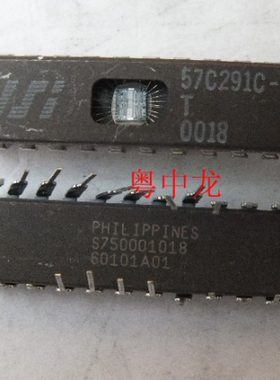 57C291C-
T
0018
粤中龙
PHILIPPINES
S750001018
60101A01